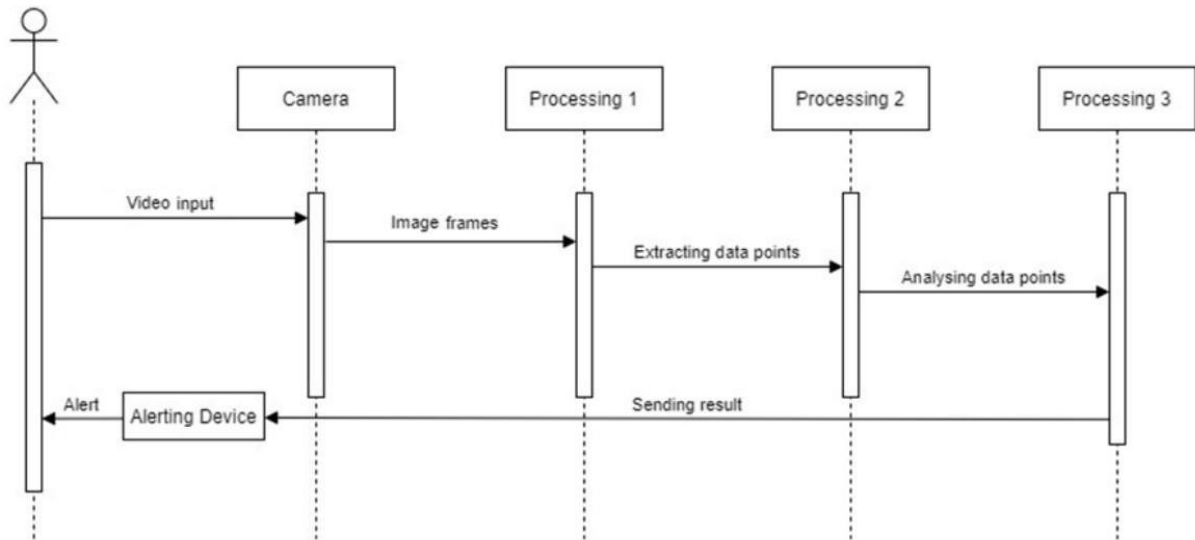 Camera
Processing 1
Processing 2
Processing 3
Video input
Image frames
Extracting data points
Analysing data points
Alert
Alerting Device
Sending result